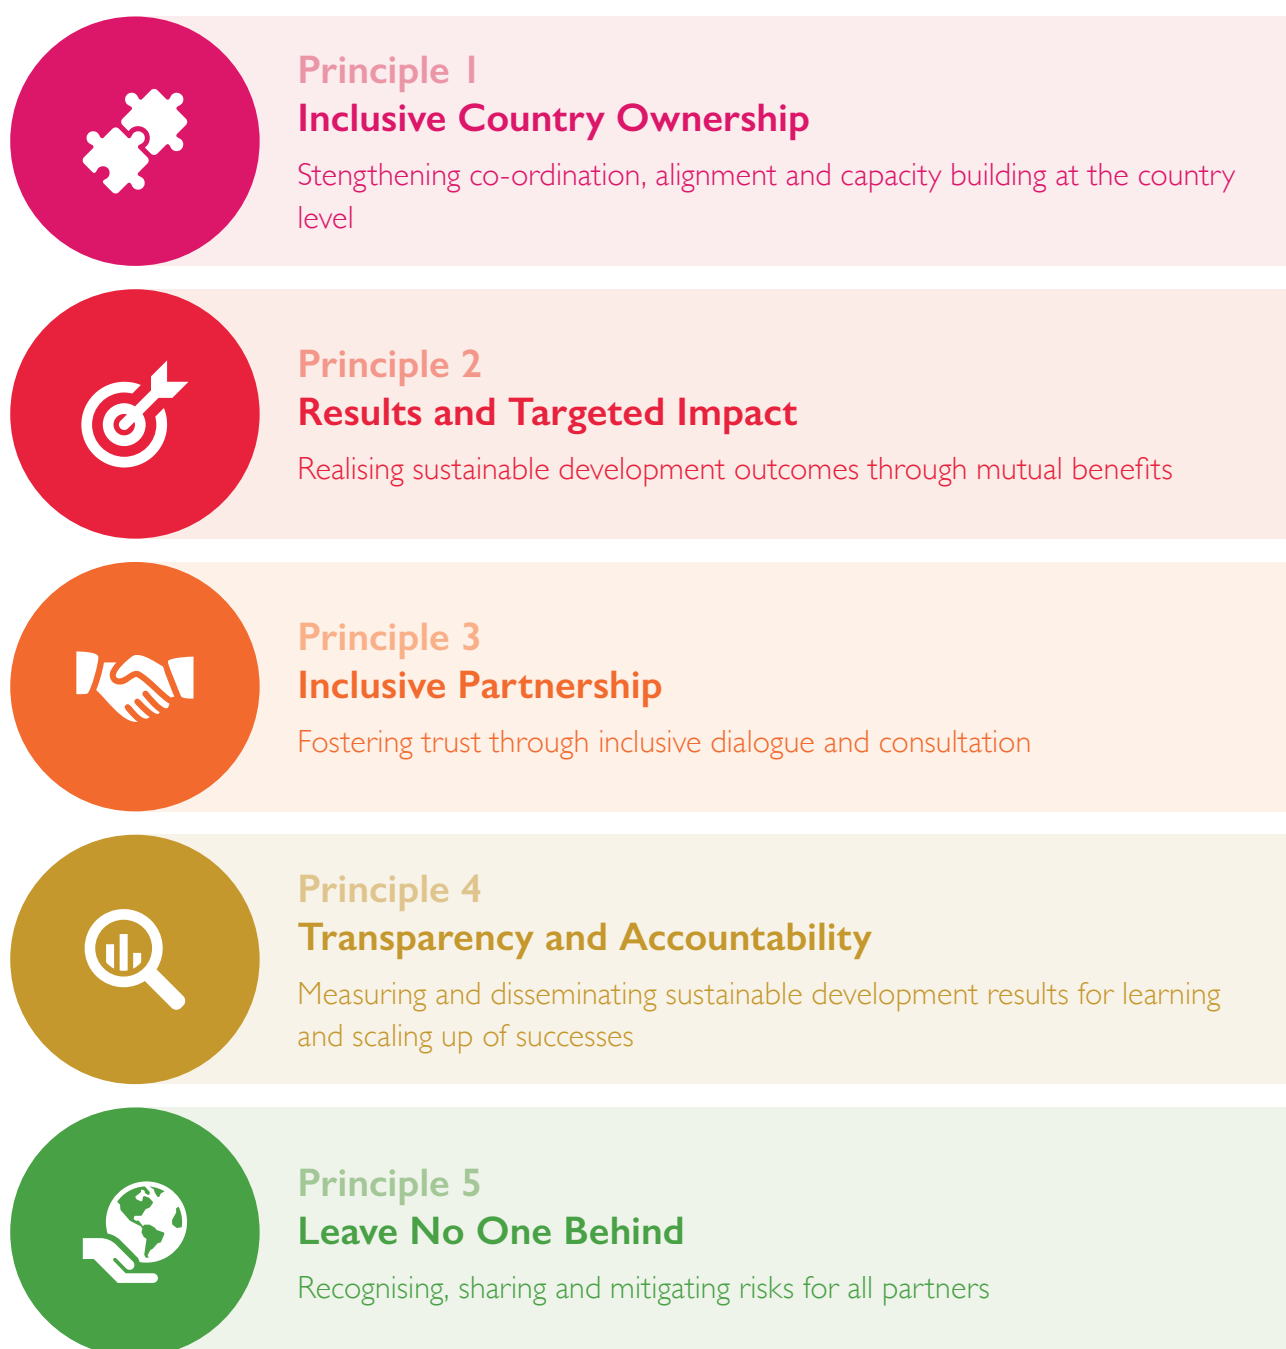 Principle 1
Inclusive Country Ownership
Stengthening co-ordination, alignment and capacity building at the country
level
Principle 2
Results and Targeted Impact
Realising sustainable development outcomes through mutual benefits
Principle 3
Inclusive Partnership
Fostering trust through inclusive dialogue and consultation
Principle 4
Transparency and Accountability
Measuring and disseminating sustainable development results for learning
and scaling up of successes
Principle 5
Leave No One Behind
Recognising, sharing and mitigating risks for all partners